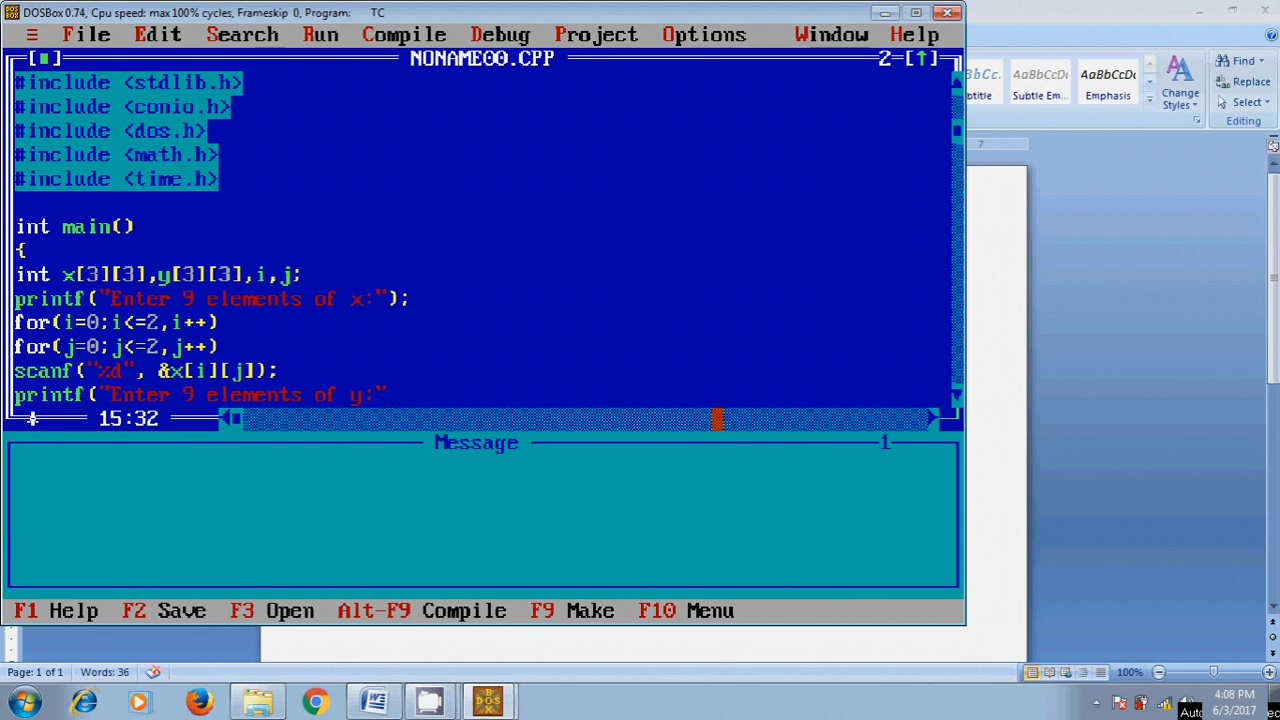 DOSBox 0.74, Cpu speed: max 100% cycles, Frameskip 0, Program: TC
≡ File Edit Search Run Compile Debug Project Options Window Help
[■] NONAME00.CPP 2=[↑]
#include <stdlib.h>
#include <conio.h>
#include <dos.h>
#include <math.h>
#include <time.h>
int main()
{
int x[3][3],y[3][3],i,j;
printf("Enter 9 elements of x:");
for(i=0;i<=2,i++)
for(j=0;j<=2,j++)
scanf("%d", &x[i][j]);
printf("Enter 9 elements of y:"
15:32
Message 1
F1 Help F2 Save F3 Open Alt-F9 Compile F9 Make F10 Menu
AaBbCcDc AaBbCcDc
Subtle Em... Emphasis
Change Styles
Find
Replace
Select
Editing
7
Page: 1 of 1 Words: 36
100%
4:08 PM
6/3/2017